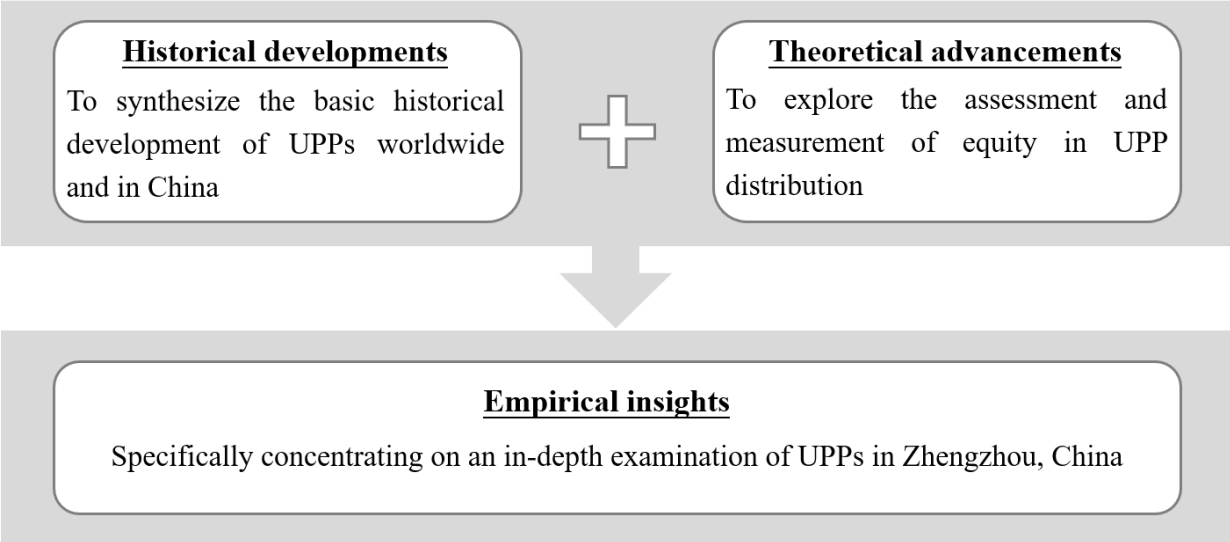 Historical developments
To synthesize the basic historical
development of UPPs worldwide
and in China
Theoretical advancements
To explore the assessment and
measurement of equity in UPP
distribution
Empirical insights
Specifically concentrating on an in-depth examination of UPPs in Zhengzhou, China